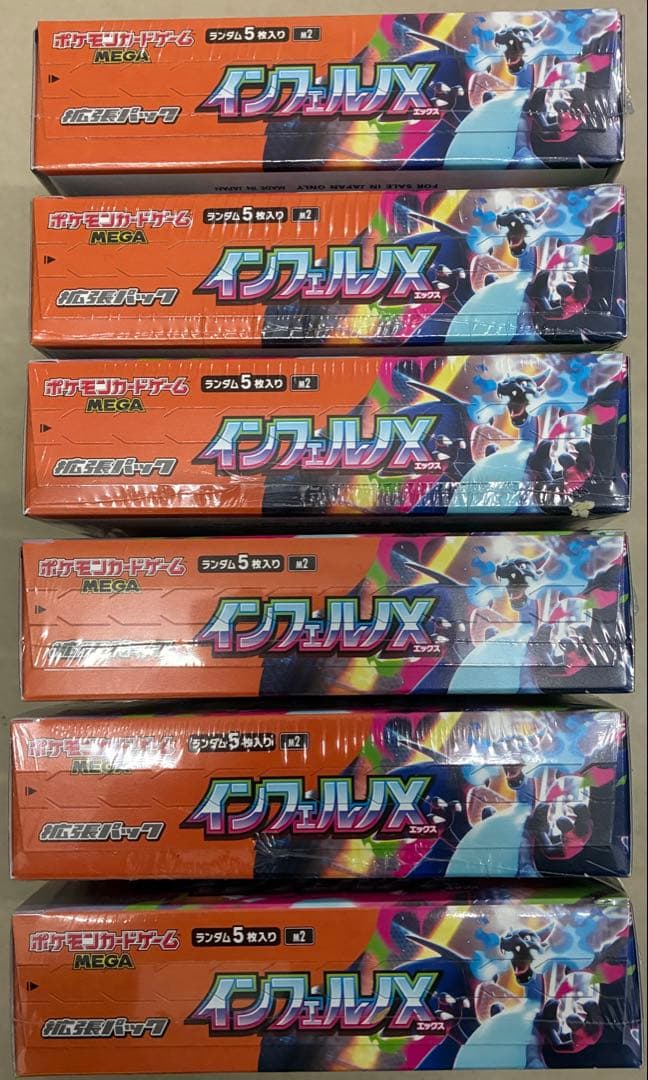 ポケモンカードゲーム
MEGA
ランダム5枚入り M2
インフェルノX
エックス
拡張パック
FOR SALE IN JAPAN ONLY MADE IN JAPAN
ポケモンカードゲーム
MEGA
ランダム5枚入り M2
インフェルノX
エックス
拡張パック
ポケモンカードゲーム
MEGA
ランダム5枚入り M2
インフェルノX
エックス
拡張パック
ポケモンカードゲーム
MEGA
ランダム5枚入り M2
インフェルノX
エックス
拡張パック
ポケモンカードゲーム
MEGA
ランダム5枚入り M2
インフェルノX
エックス
拡張パック
ポケモンカードゲーム
MEGA
ランダム5枚入り M2
インフェルノX
エックス
拡張パック